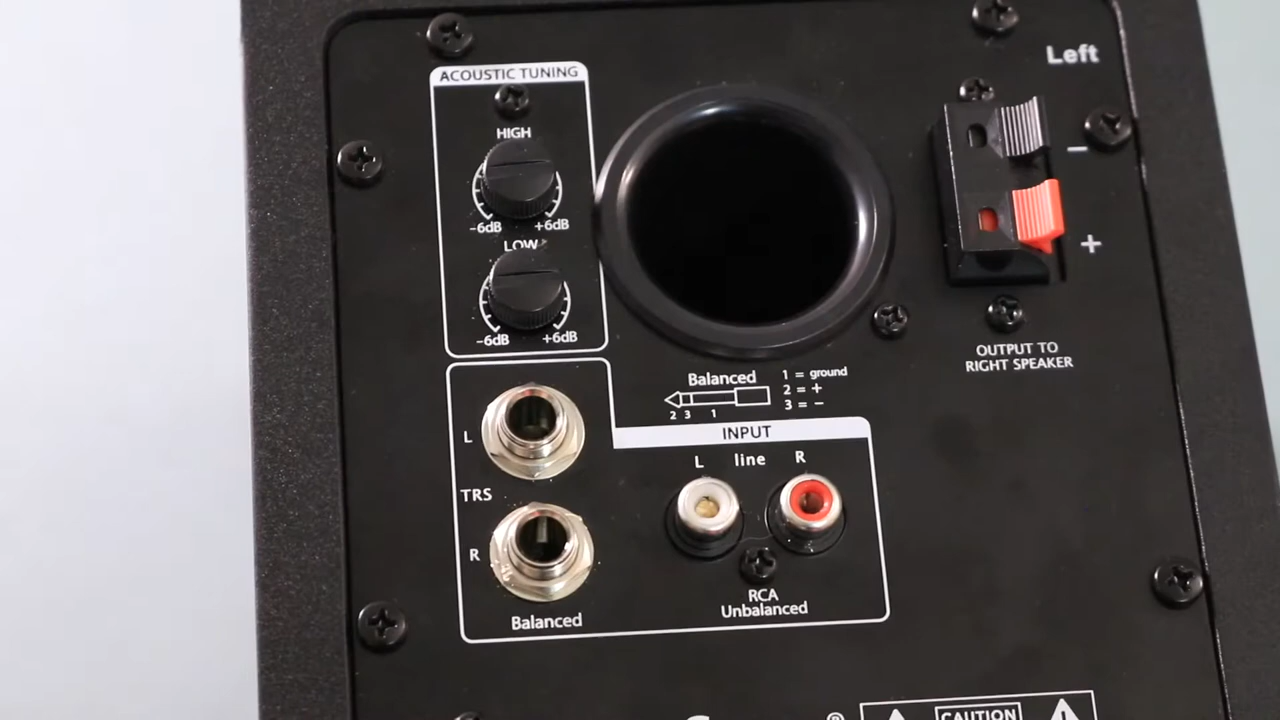 Left
ACOUSTIC TUNING
HIGH
-6dB +6dB
LOW
-6dB +6dB
−
+
OUTPUT TO
RIGHT SPEAKER
Balanced
2 3 1
1 = ground
2 = +
3 = −
INPUT
L line R
L
TRS
R
Balanced
RCA
Unbalanced
®
CAUTION